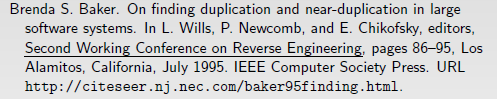 Brenda S. Baker. On finding duplication and near-duplication in large
software systems. In L. Wills, P. Newcomb, and E. Chikofsky, editors,
Second Working Conference on Reverse Engineering, pages 86–95, Los
Alamitos, California, July 1995. IEEE Computer Society Press. URL
http://citeseer.nj.nec.com/baker95finding.html.